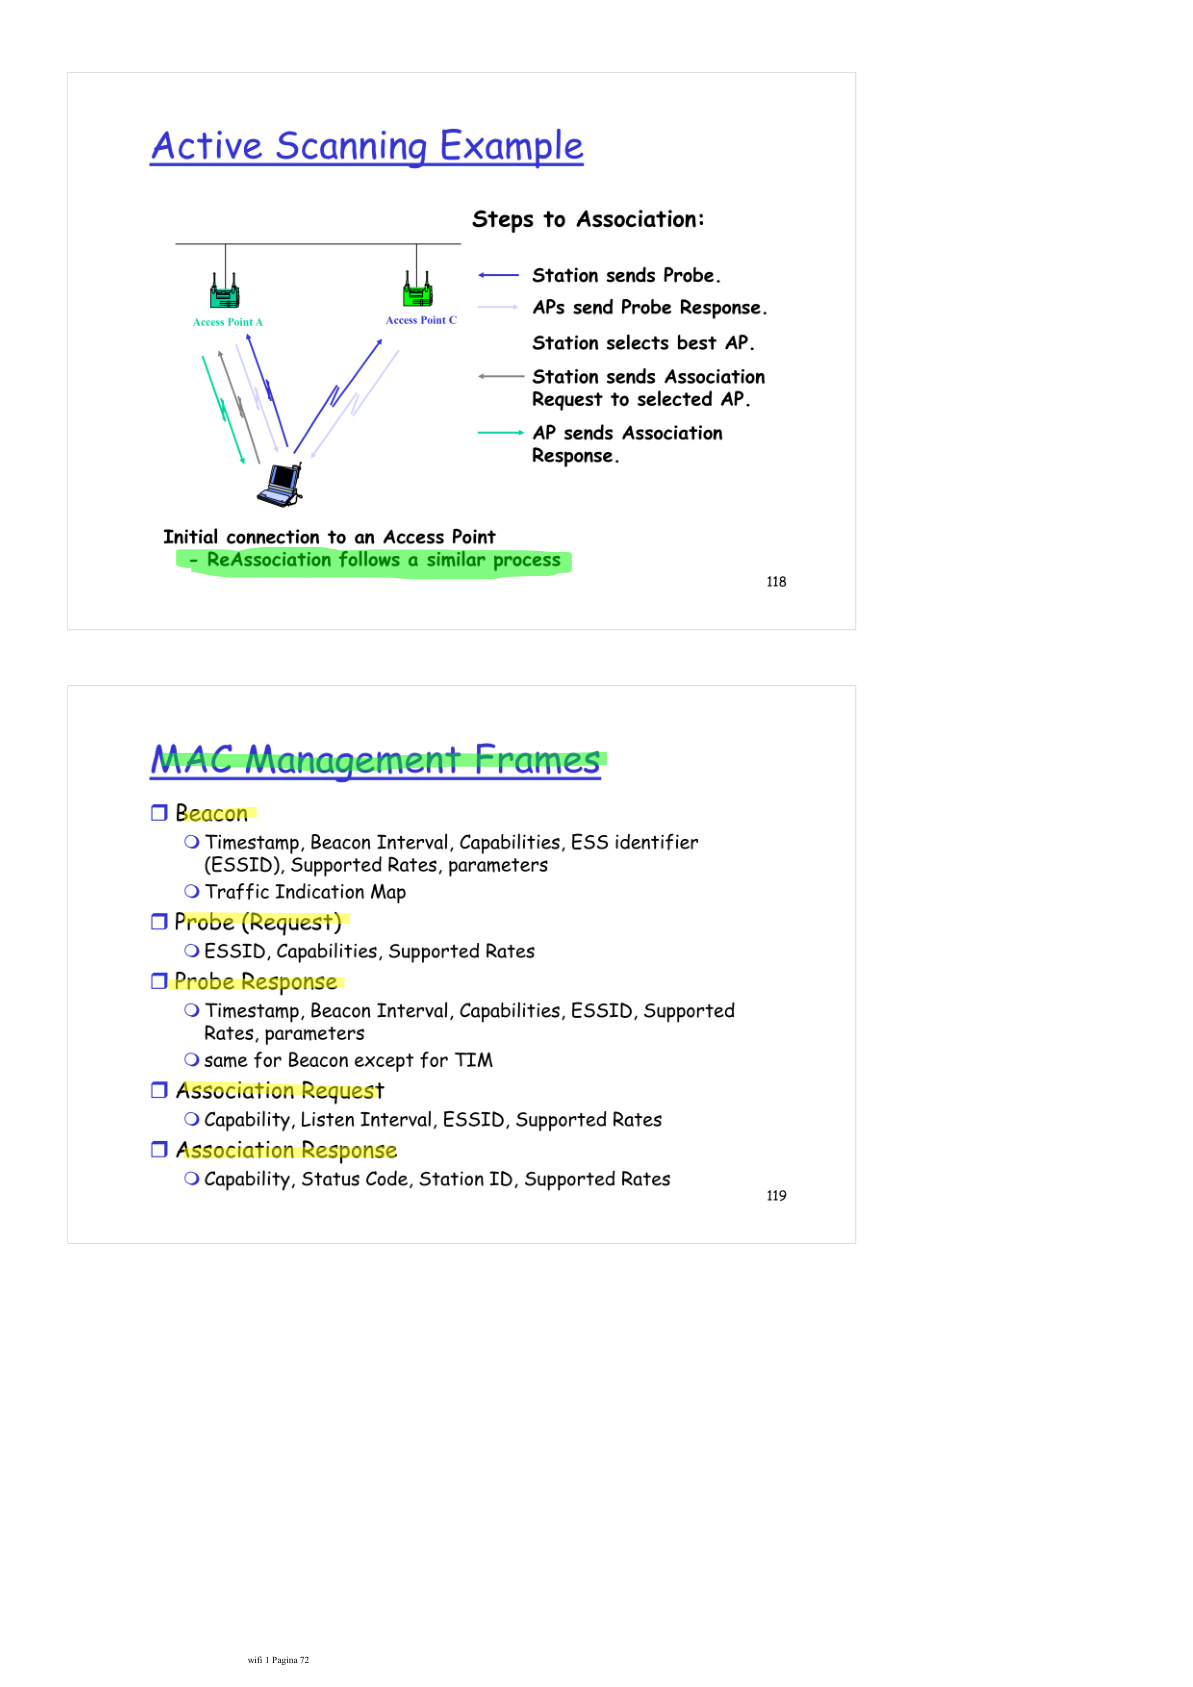 Active Scanning Example
Steps to Association:
Station sends Probe.
APs send Probe Response.
Station selects best AP.
Station sends Association
Request to selected AP.
AP sends Association
Response.
Access Point A
Access Point C
Initial connection to an Access Point
- ReAssociation follows a similar process
118
MAC Management Frames
Beacon
Timestamp, Beacon Interval, Capabilities, ESS identifier
(ESSID), Supported Rates, parameters
Traffic Indication Map
Probe (Request)
ESSID, Capabilities, Supported Rates
Probe Response
Timestamp, Beacon Interval, Capabilities, ESSID, Supported
Rates, parameters
same for Beacon except for TIM
Association Request
Capability, Listen Interval, ESSID, Supported Rates
Association Response
Capability, Status Code, Station ID, Supported Rates
119
wifi 1 Pagina 72